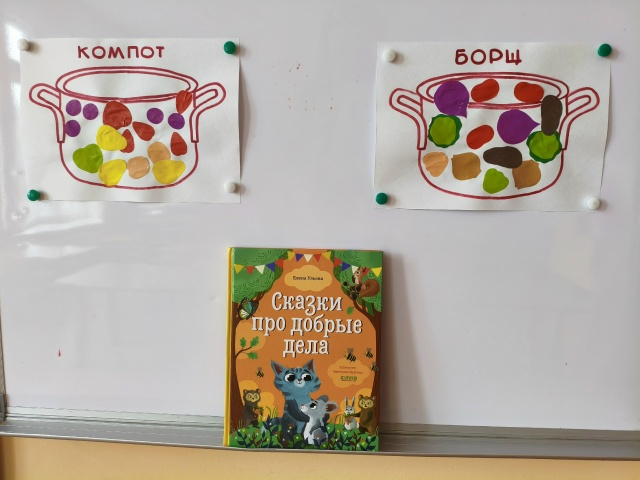 КОМПОТ
БОРЩ
Елена Ульева
Сказки
про добрые
дела